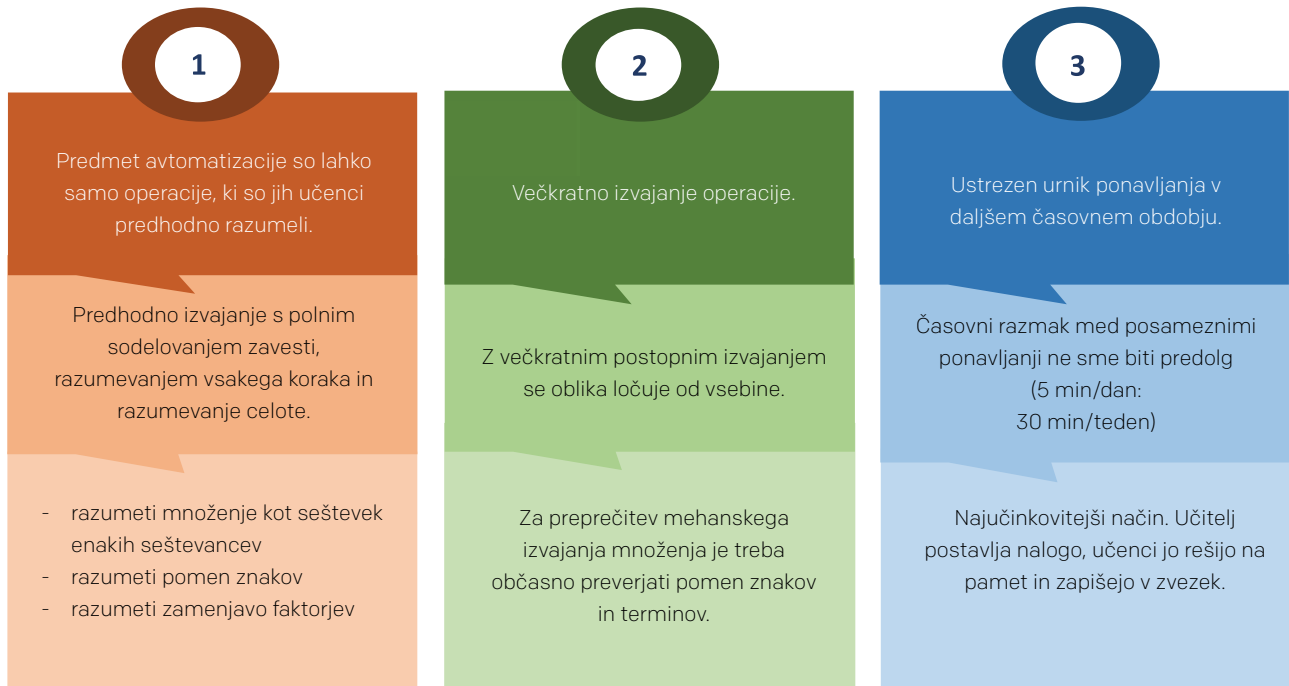 1
Predmet avtomatizacije so lahko
samo operacije, ki so jih učenci
predhodno razumeli.
Predhodno izvajanje s polnim
sodelovanjem zavesti,
razumevanjem vsakega koraka in
razumevanje celote.
- razumeti množenje kot seštevek
enakih seštevancev
- razumeti pomen znakov
- razumeti zamenjavo faktorjev
2
Večkratno izvajanje operacije.
Z večkratnim postopnim izvajanjem
se oblika ločuje od vsebine.
Za preprečitev mehanskega
izvajanja množenja je treba
občasno preverjati pomen znakov
in terminov.
3
Ustrezen urnik ponavljanja v
daljšem časovnem obdobju.
Časovni razmak med posameznimi
ponavljanji ne sme biti predolg
(5 min/dan:
30 min/teden)
Najučinkovitejši način. Učitelj
postavlja nalogo, učenci jo rešijo na
pamet in zapišejo v zvezek.